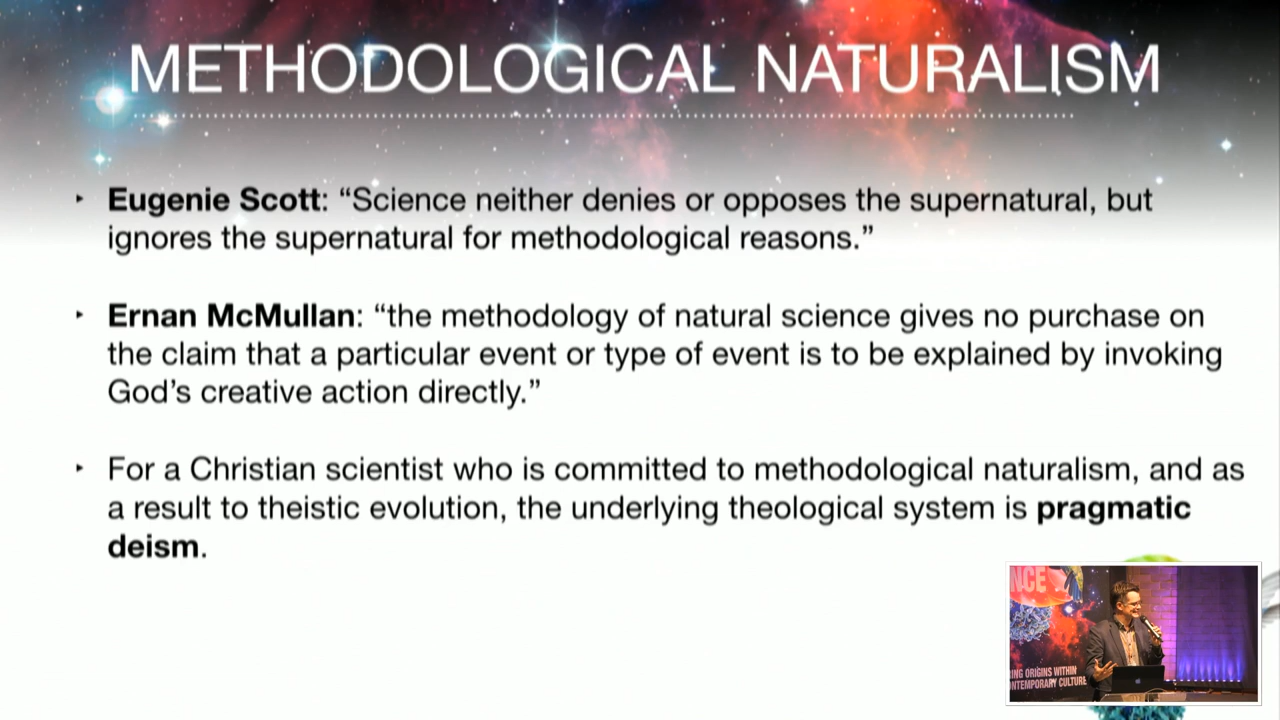 METHODOLOGICAL NATURALISM
‣ Eugenie Scott: “Science neither denies or opposes the supernatural, but
ignores the supernatural for methodological reasons.”
‣ Ernan McMullan: “the methodology of natural science gives no purchase on
the claim that a particular event or type of event is to be explained by invoking
God’s creative action directly.”
‣ For a Christian scientist who is committed to methodological naturalism, and as
a result to theistic evolution, the underlying theological system is pragmatic
deism.
NCE
ING ORIGINS WITHIN
ONTEMPORARY CULTURE